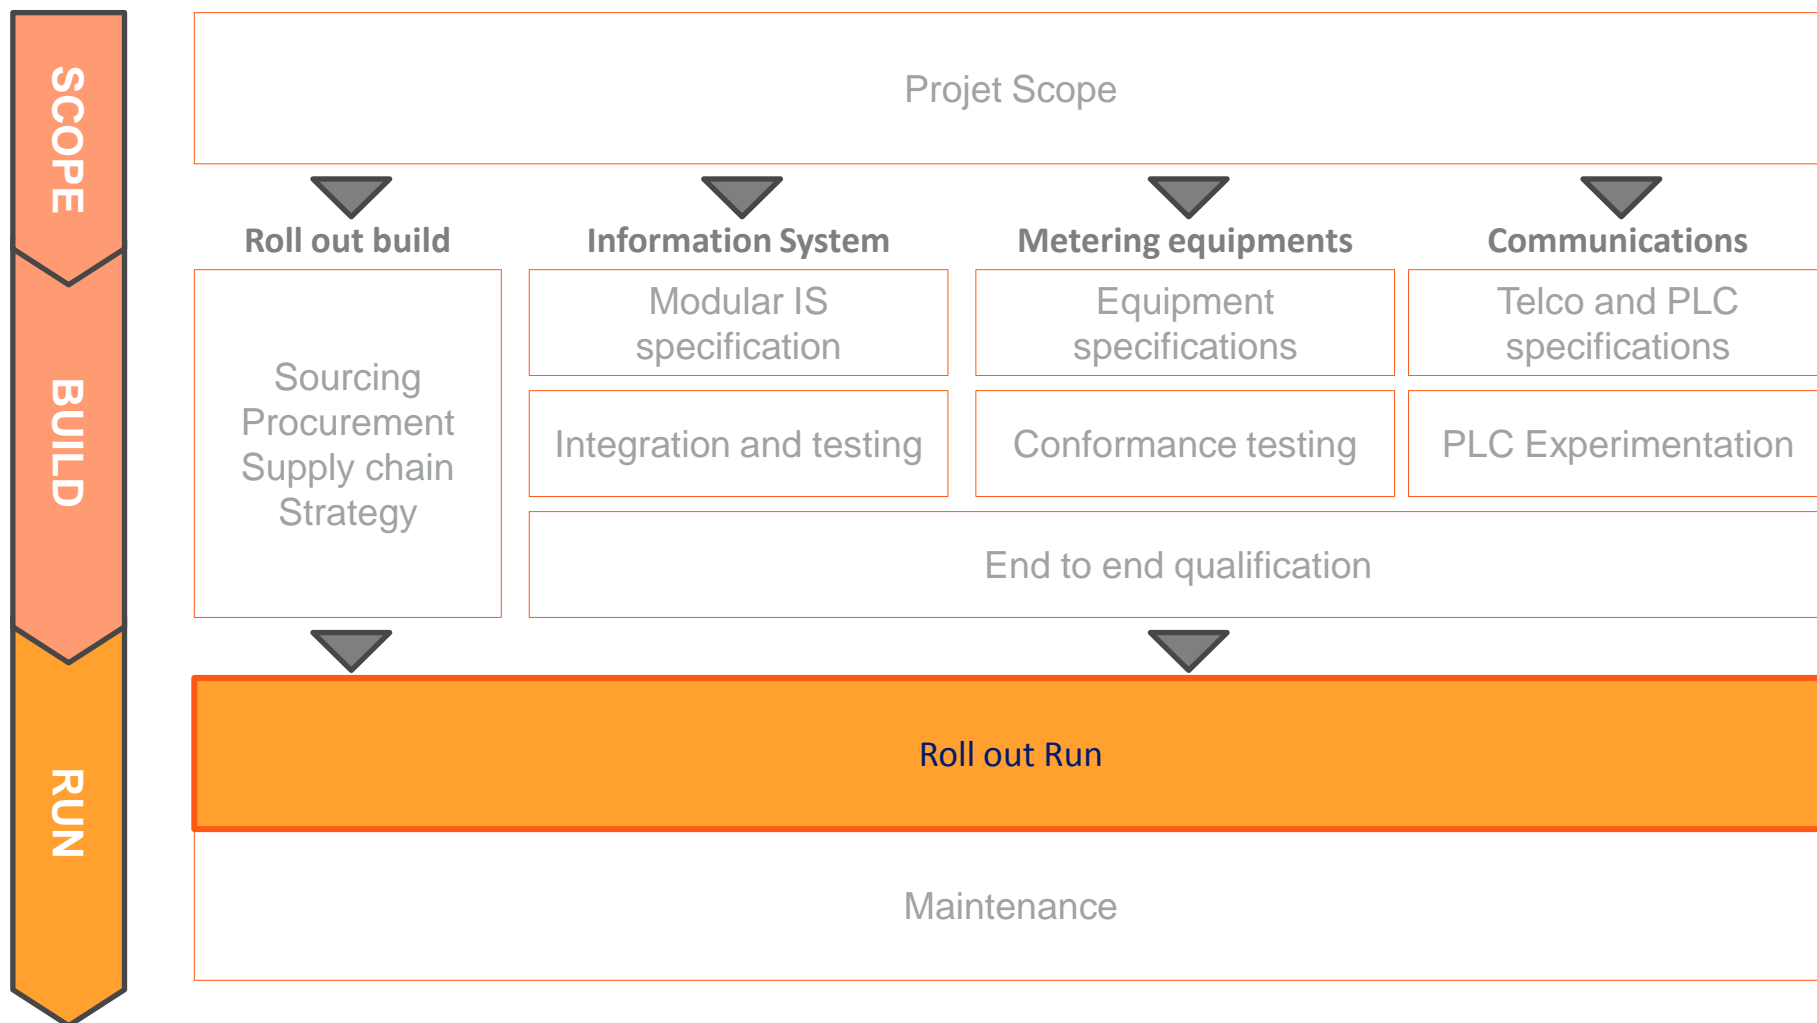 SCOPE
Projet Scope
Roll out build
Information System
Metering equipments
Communications
BUILD
Sourcing
Procurement
Supply chain
Strategy
Modular IS
specification
Equipment
specifications
Telco and PLC
specifications
Integration and testing
Conformance testing
PLC Experimentation
End to end qualification
RUN
Roll out Run
Maintenance